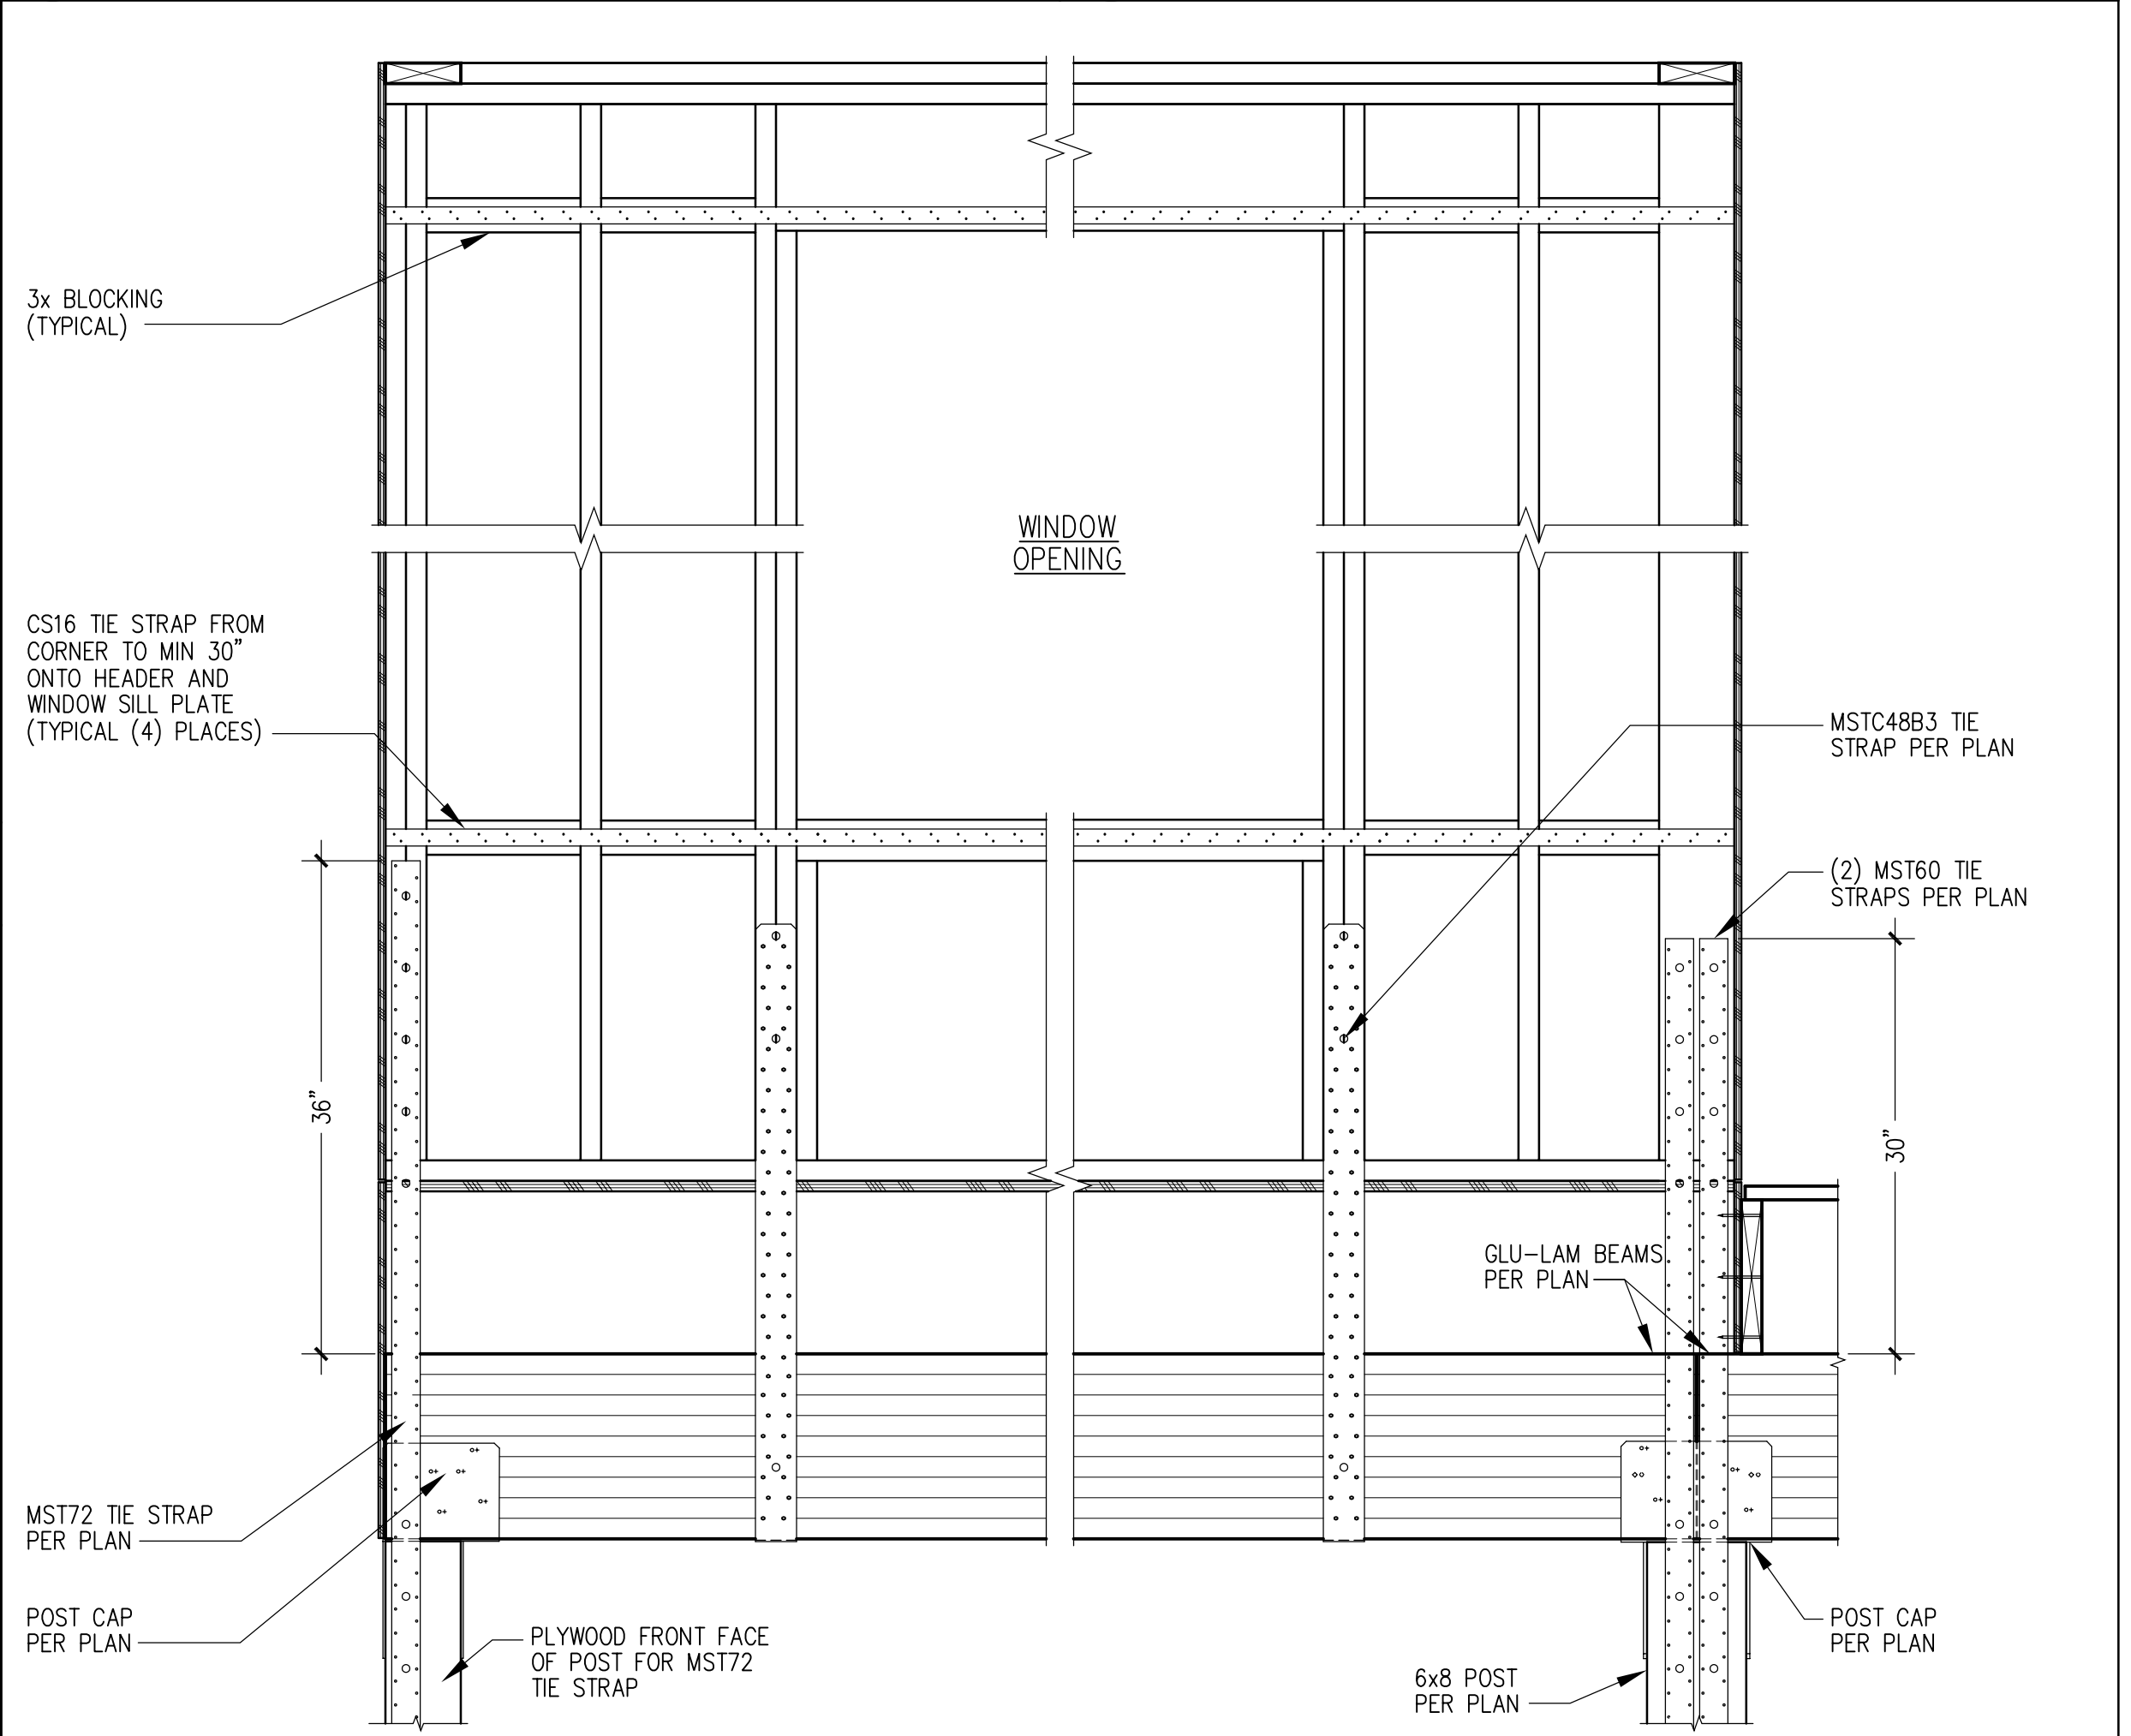 3x BLOCKING
(TYPICAL)
WINDOW
OPENING
CS16 TIE STRAP FROM
CORNER TO MIN 30"
ONTO HEADER AND
WINDOW SILL PLATE
(TYPICAL (4) PLACES)
MSTC48B3 TIE
STRAP PER PLAN
(2) MST60 TIE
STRAPS PER PLAN
36"
30"
GLU-LAM BEAMS
PER PLAN
MST72 TIE STRAP
PER PLAN
POST CAP
PER PLAN
PLYWOOD FRONT FACE
OF POST FOR MST72
TIE STRAP
6x8 POST
PER PLAN
POST CAP
PER PLAN